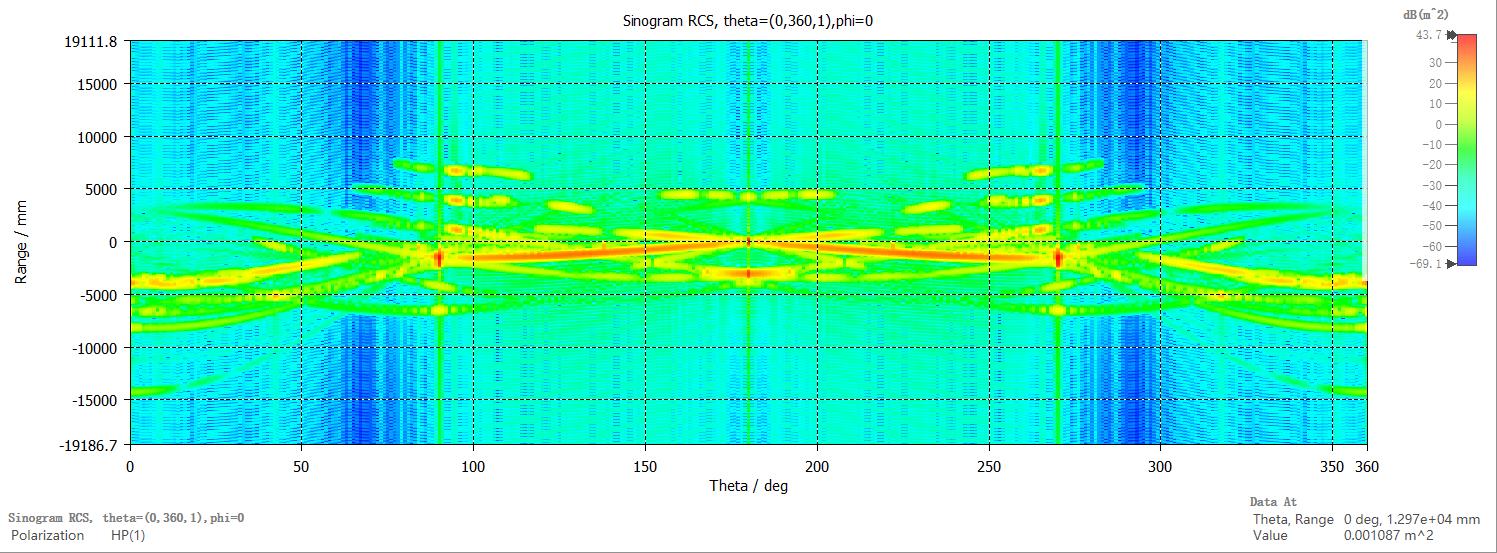 Sinogram RCS, theta=(0,360,1),phi=0
dB(m^2)
43.7
30
20
10
0
-10
-20
-30
-40
-50
-60
-69.1
19111.8
15000
10000
5000
0
-5000
-10000
-15000
-19186.7
Range / mm
0 50 100 150 200 250 300 350 360
Theta / deg
Sinogram RCS, theta=(0,360,1),phi=0
Polarization HP(1)
Data At
Theta, Range 0 deg, 1.297e+04 mm
Value 0.001087 m^2